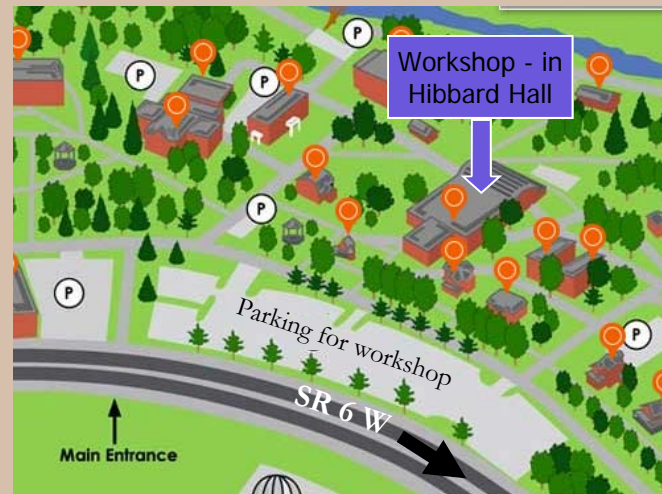 P
P
P
Workshop - in
Hibbard Hall
P
P
P
Parking for workshop
SR 6 W
Main Entrance